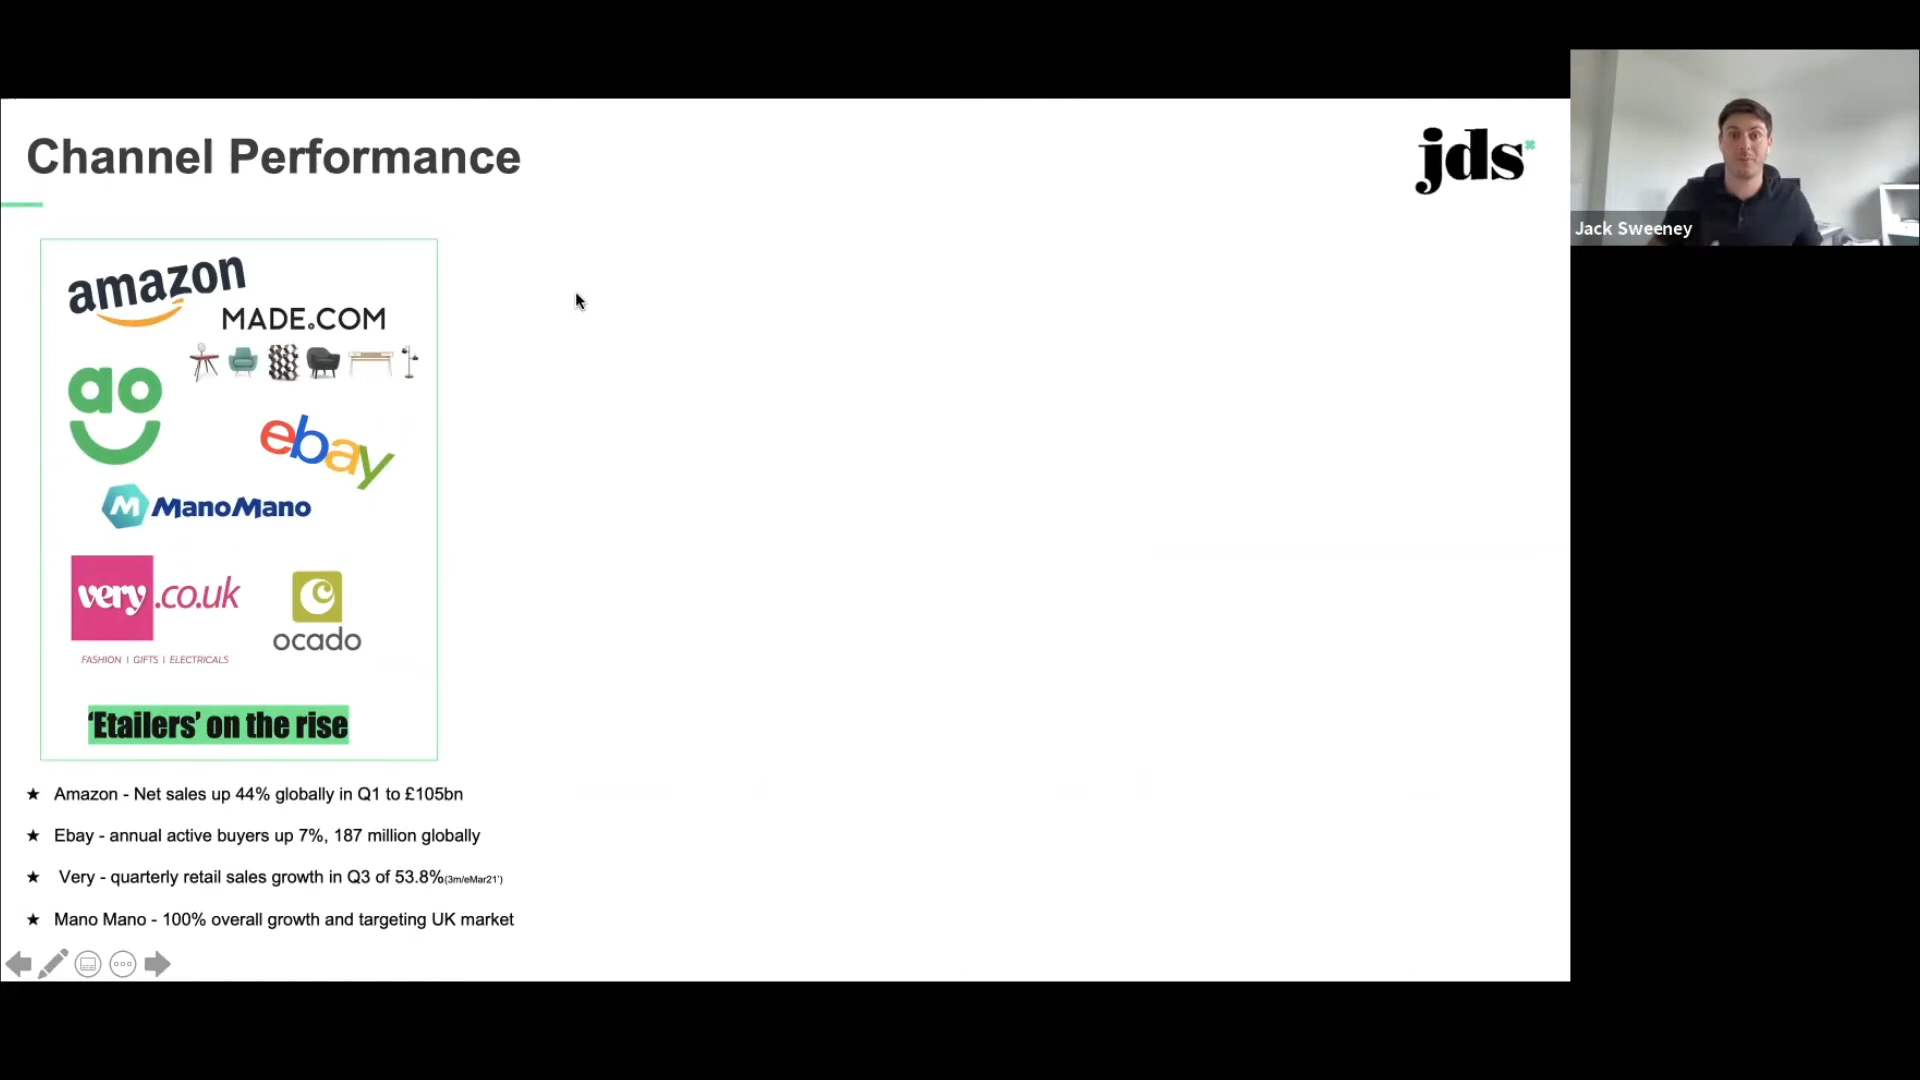 Channel Performance
jds
Jack Sweeney
amazon
MADE.COM
ao
ebay
M ManoMano
very.co.uk
FASHION | GIFTS | ELECTRICALS
ocado
‘Etailers’ on the rise
★ Amazon - Net sales up 44% globally in Q1 to £105bn
★ Ebay - annual active buyers up 7%, 187 million globally
★ Very - quarterly retail sales growth in Q3 of 53.8%(3m/eMar21')
★ Mano Mano - 100% overall growth and targeting UK market